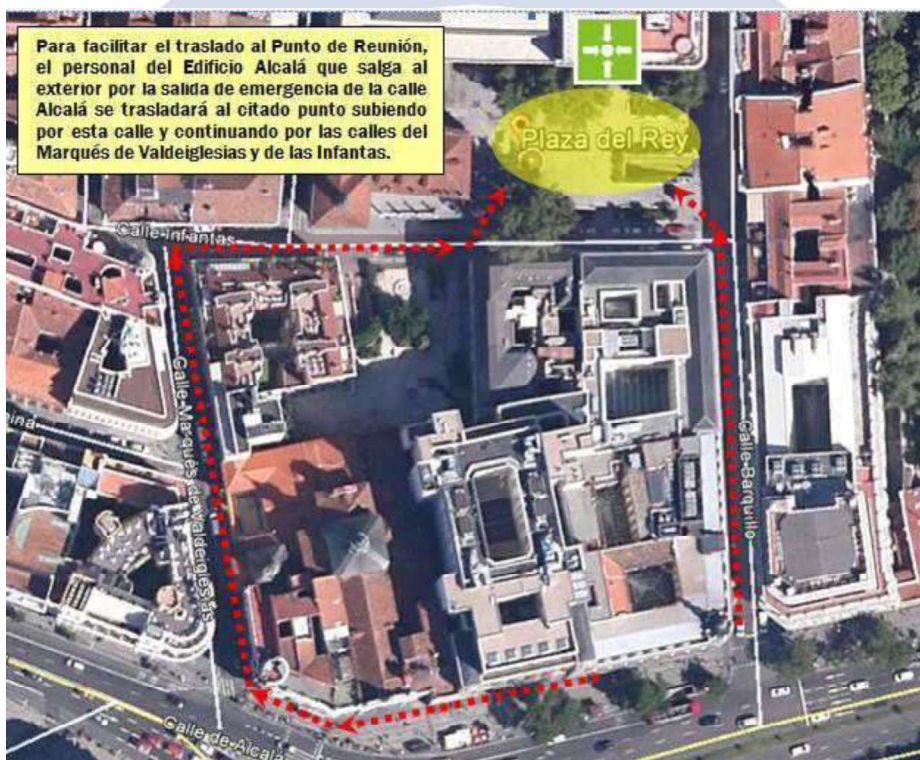 Para facilitar el traslado al Punto de Reunión,
el personal del Edificio Alcalá que salga al
exterior por la salida de emergencia de la calle
Alcalá se trasladará al citado punto subiendo
por esta calle y continuando por las calles del
Marqués de Valdeiglesias y de las Infantas.
Plaza del Rey
Calle Infantas
Calle Marqués de Valdeiglesias
Calle Barquillo
Calle de Alcalá